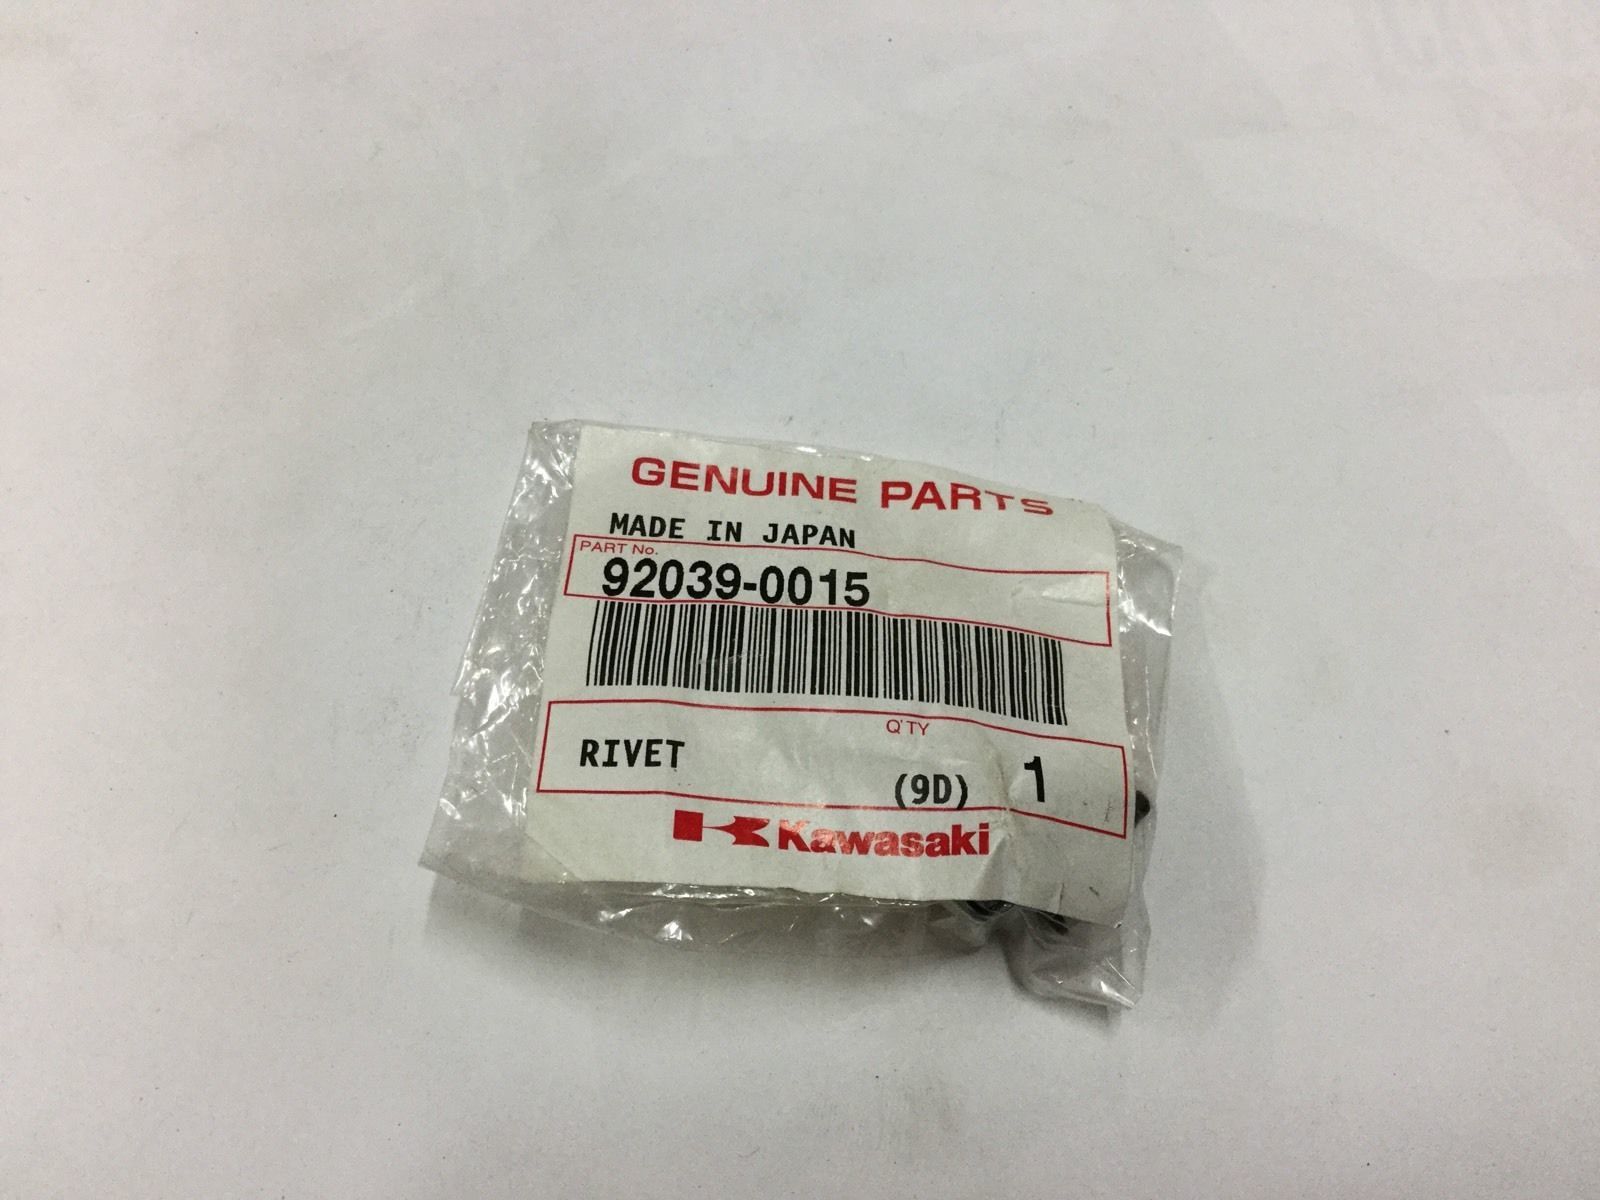 GENUINE PARTS
MADE IN JAPAN
PART No.
92039-0015
Q'TY
RIVET (9D) 1
Kawasaki